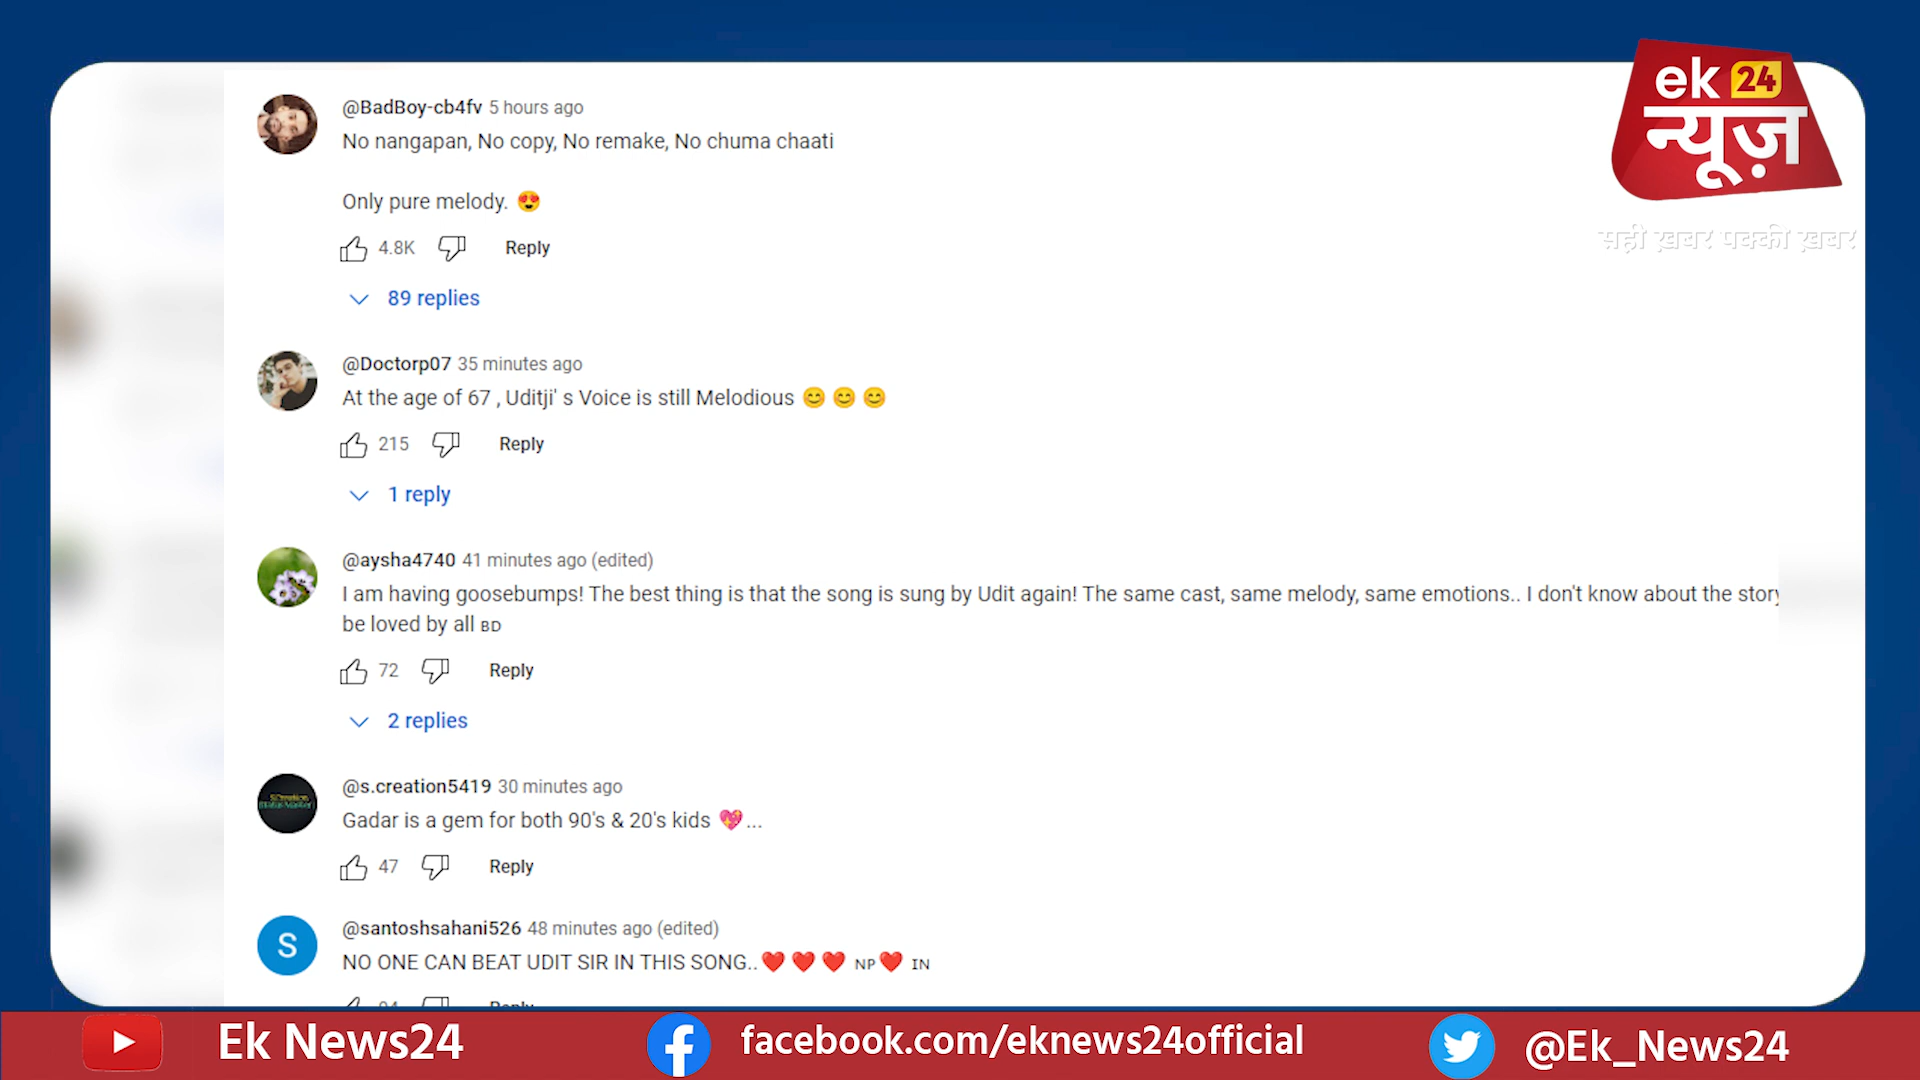 @BadBoy-cb4fv 5 hours ago
No nangapan, No copy, No remake, No chuma chaati
Only pure melody. 😍
4.8K Reply
89 replies
@Doctorp07 35 minutes ago
At the age of 67 , Uditji' s Voice is still Melodious 😊 😊 😊
215 Reply
1 reply
@aysha4740 41 minutes ago (edited)
I am having goosebumps! The best thing is that the song is sung by Udit again! The same cast, same melody, same emotions.. I don't know about the story
be loved by all BD
72 Reply
2 replies
@s.creation5419 30 minutes ago
Gadar is a gem for both 90's & 20's kids 💖...
47 Reply
S
@santoshsahani526 48 minutes ago (edited)
NO ONE CAN BEAT UDIT SIR IN THIS SONG..❤️ ❤️ ❤️ NP❤️ IN
Reply
ek 24
न्यूज़
सही ख़बर पक्की ख़बर
Ek News24
facebook.com/eknews24official
@Ek_News24